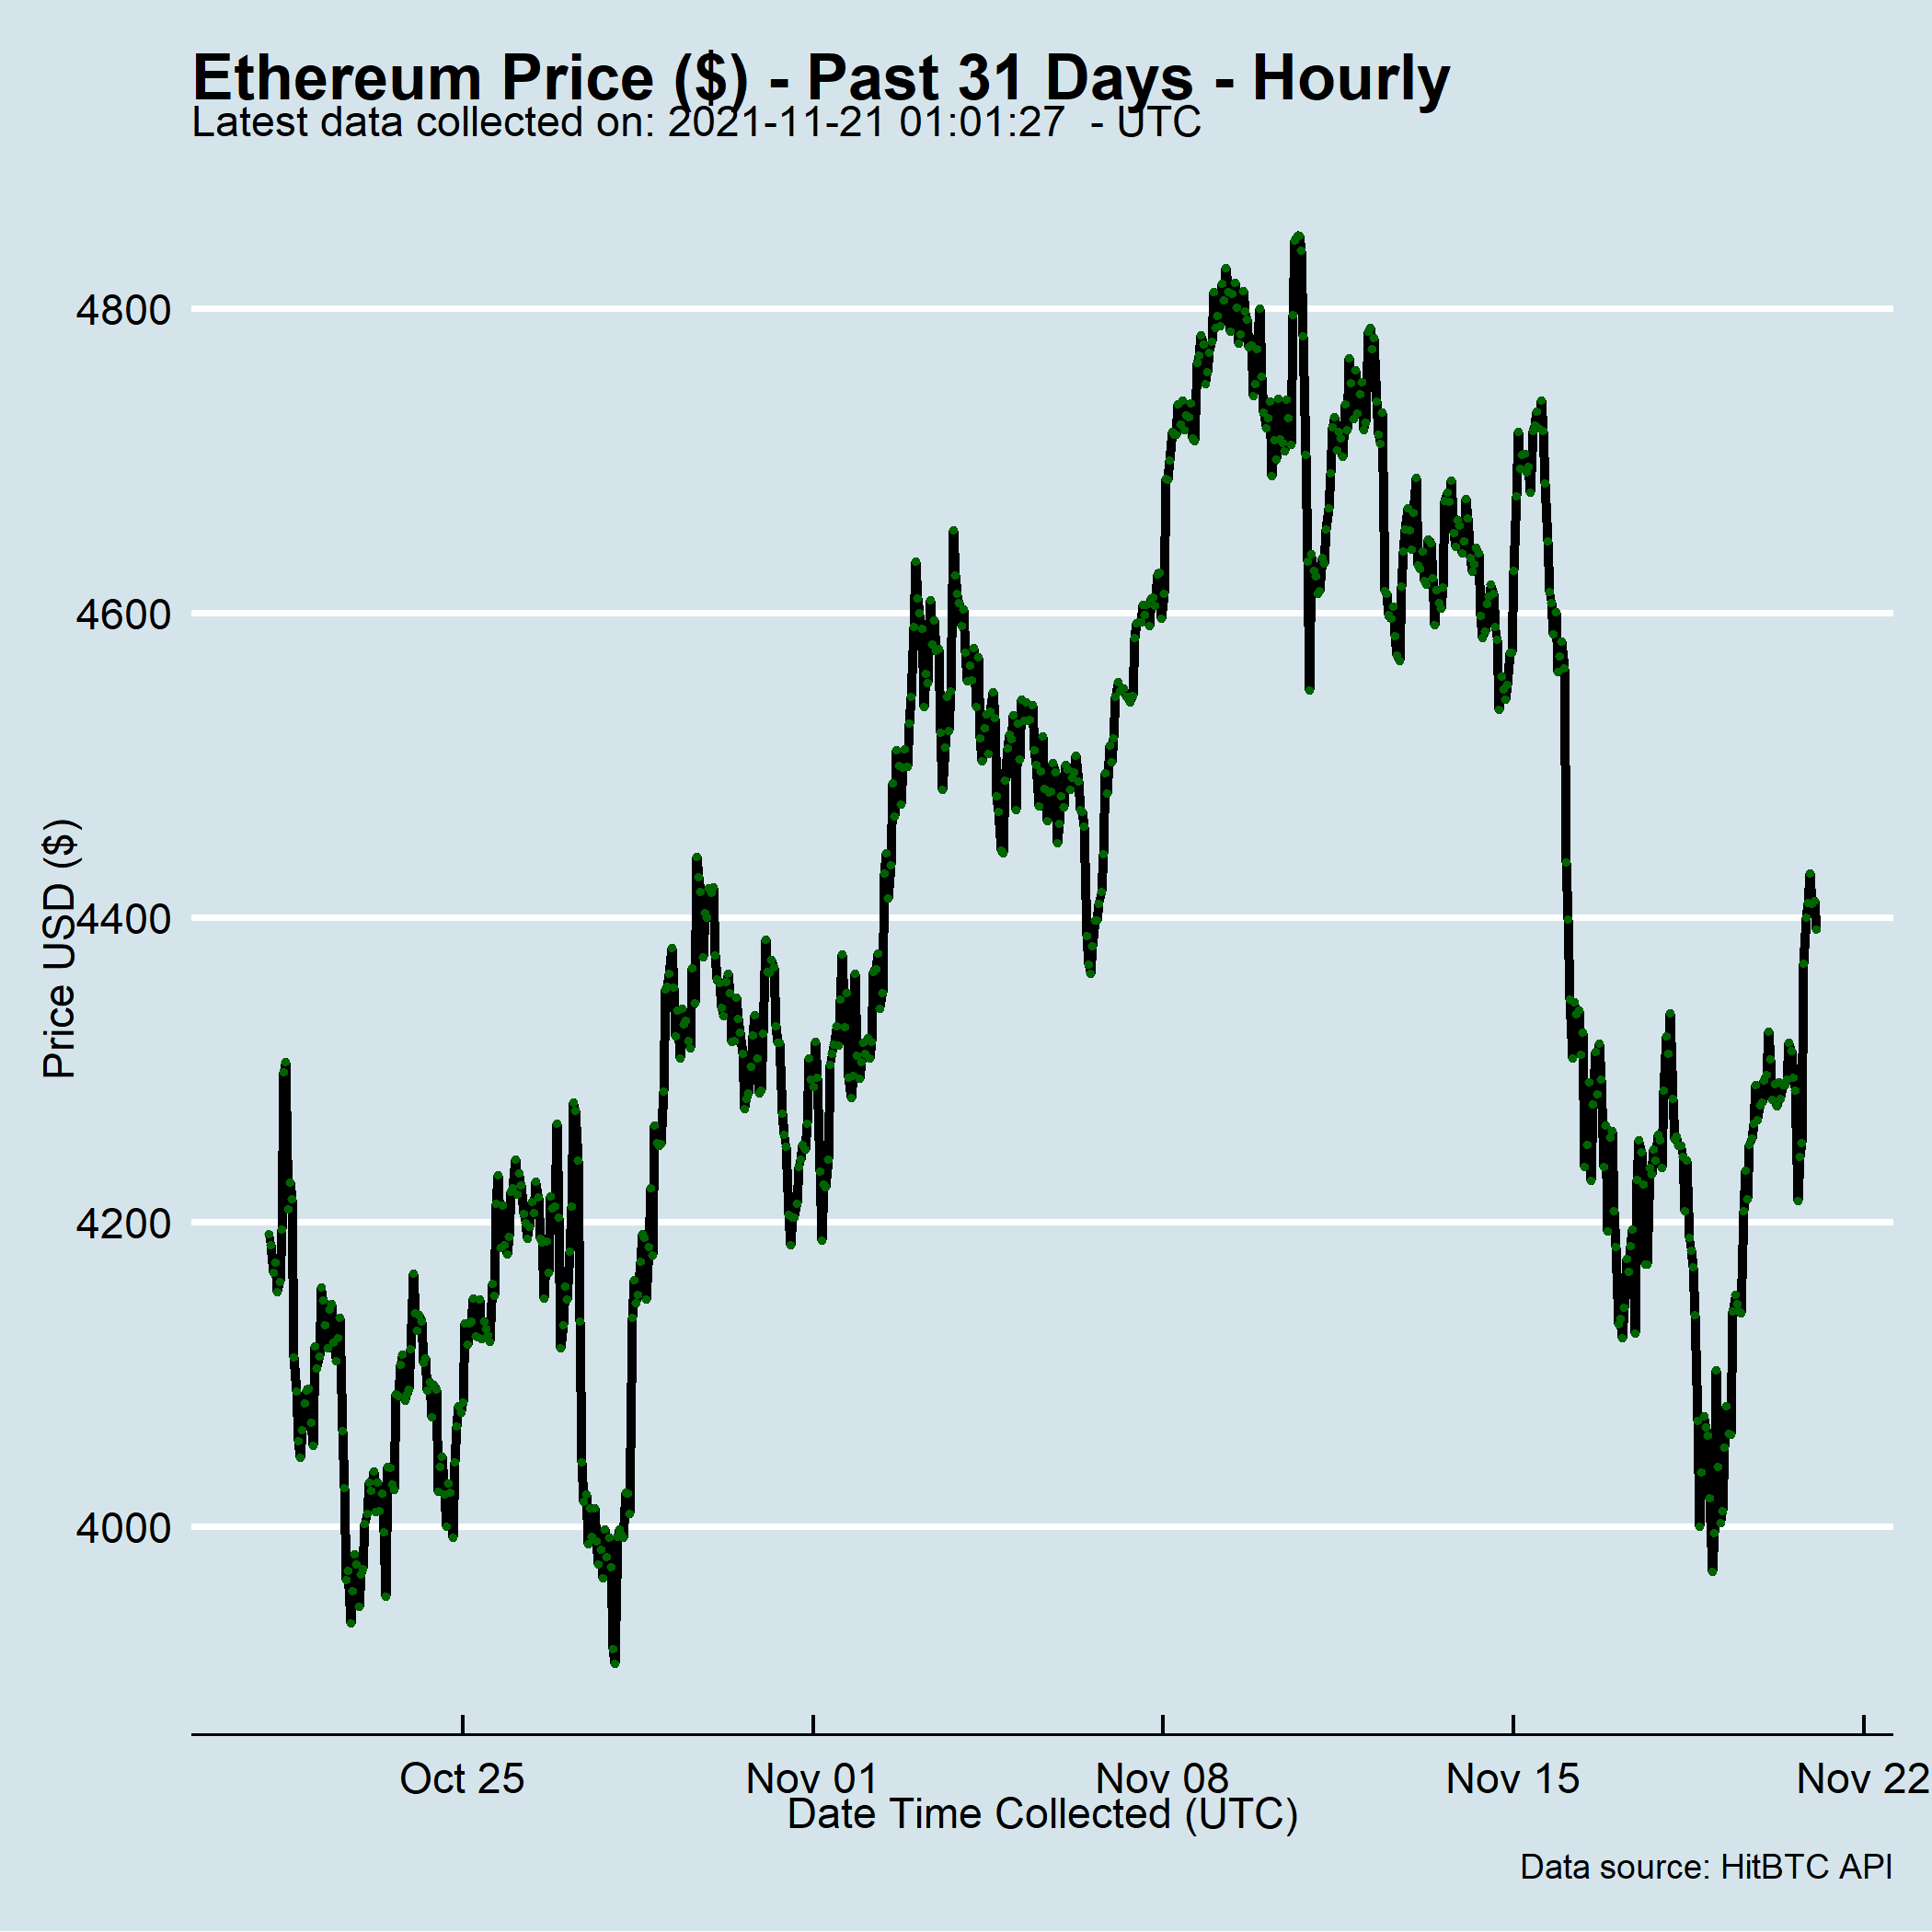 Ethereum Price ($) - Past 31 Days - Hourly
Latest data collected on: 2021-11-21 01:01:27  - UTC
4800
4600
4400
4200
4000
Price USD ($)
Oct 25
Nov 01
Nov 08
Nov 15
Nov 22
Date Time Collected (UTC)
Data source: HitBTC API